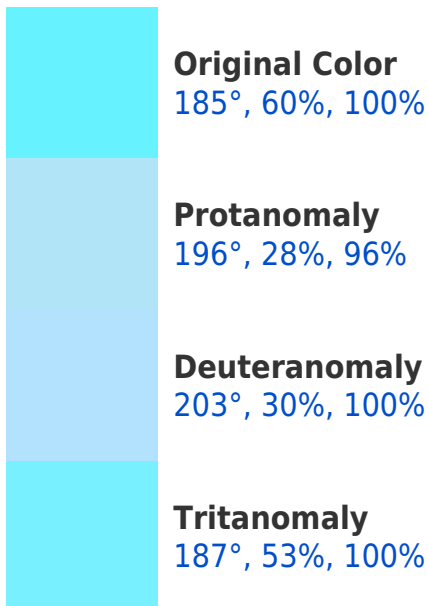 Original Color
185°, 60%, 100%
Protanomaly
196°, 28%, 96%
Deuteranomaly
203°, 30%, 100%
Tritanomaly
187°, 53%, 100%